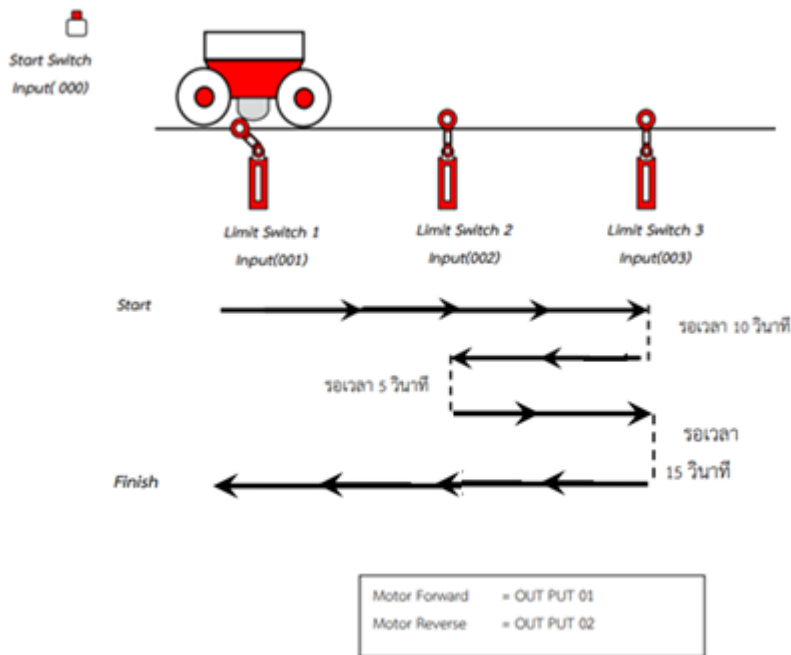 Start Switch
Input( 000)
Limit Switch 1
Input(001)
Limit Switch 2
Input(002)
Limit Switch 3
Input(003)
Start
รอเวลา 10 วินาที
รอเวลา 5 วินาที
รอเวลา
15 วินาที
Finish
Motor Forward = OUT PUT 01
Motor Reverse = OUT PUT 02